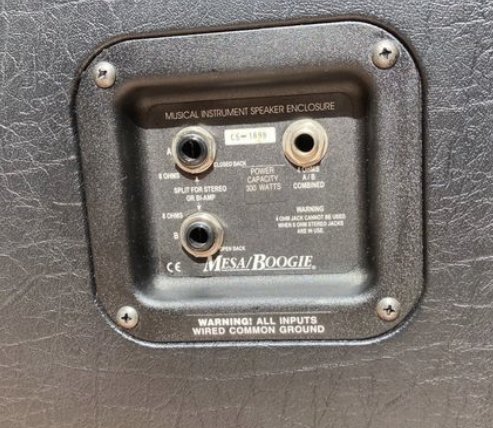 MUSICAL INSTRUMENT SPEAKER ENCLOSURE
A
CLOSED BACK
8 OHMS
SPLIT FOR STEREO
OR BI-AMP
8 OHMS
B
OPEN BACK
POWER
CAPACITY
300 WATTS
4 OHMS
A / B
COMBINED
WARNING
4 OHM JACK CANNOT BE USED
WHEN 8 OHM STEREO JACKS
ARE IN USE.
CE
MESA/BOOGIE®
WARNING! ALL INPUTS
WIRED COMMON GROUND